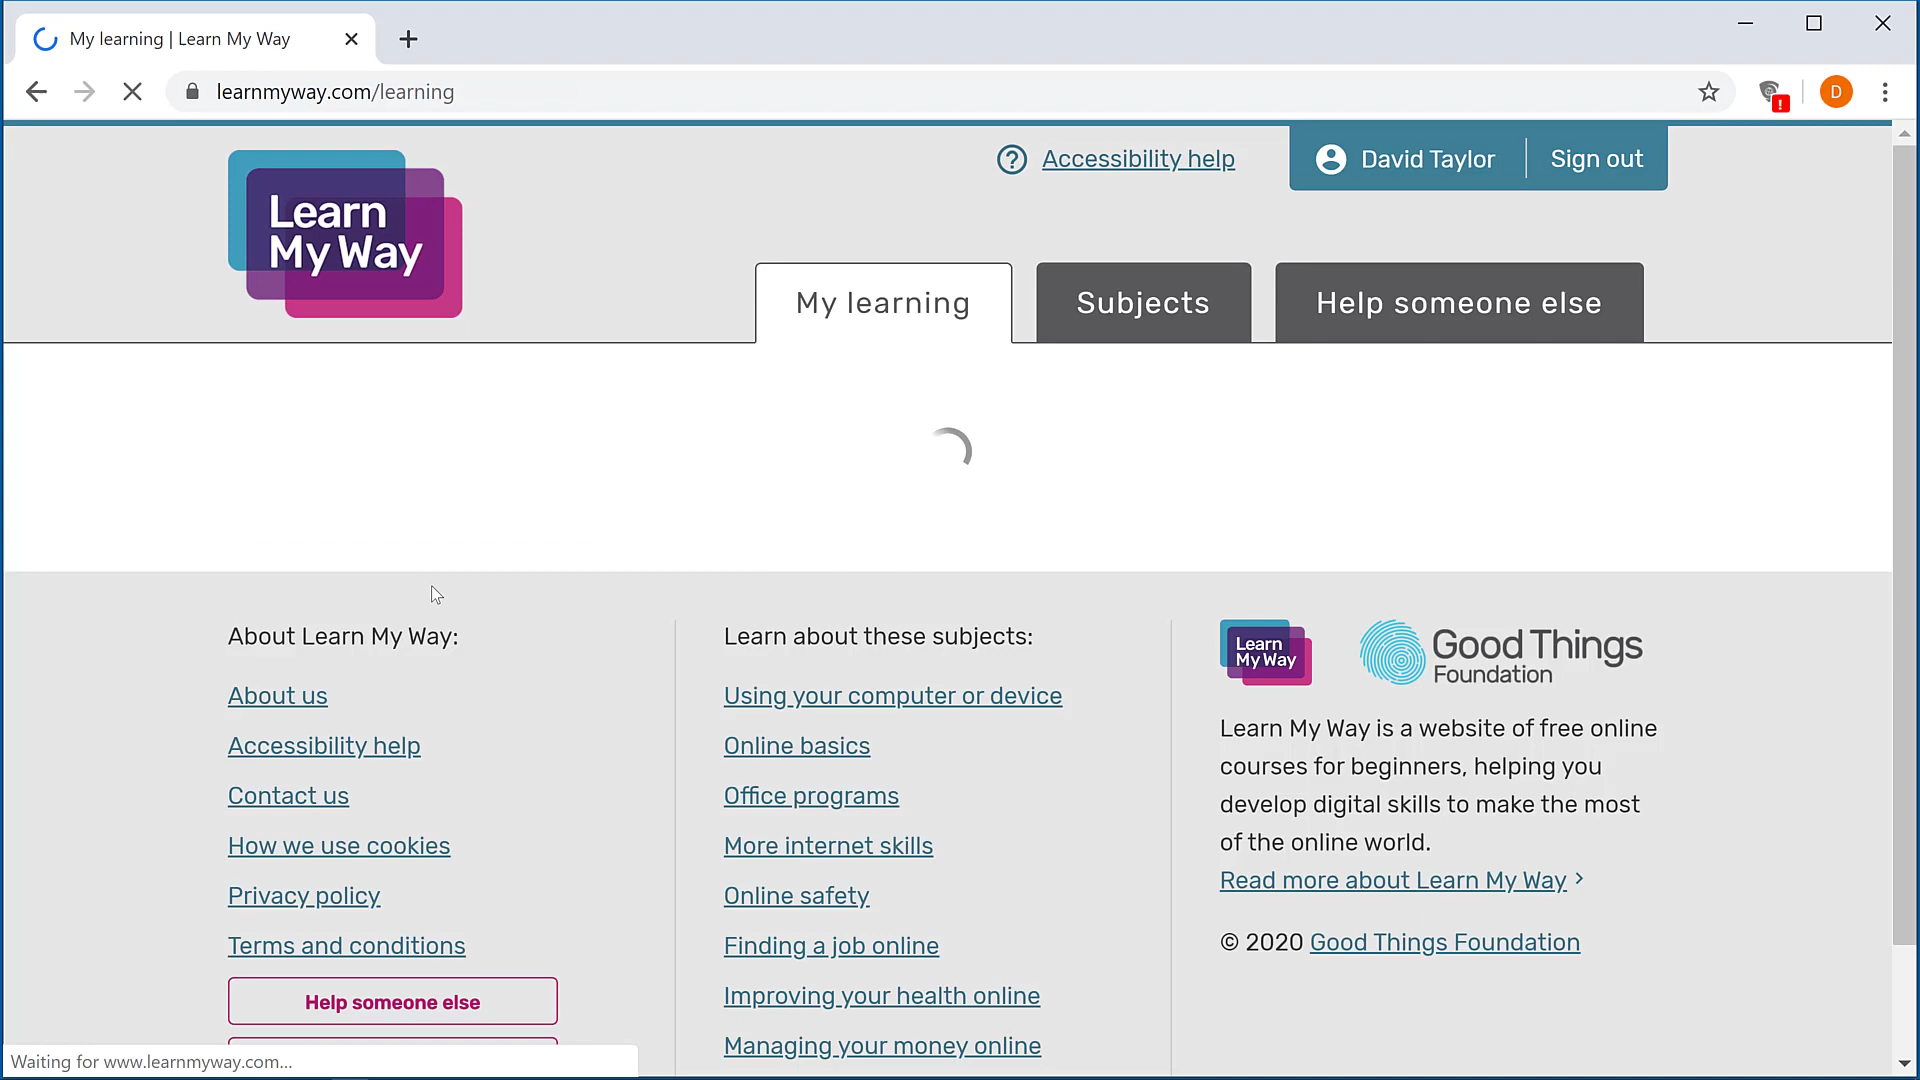 My learning | Learn My Way
learnmyway.com/learning
!
D
Accessibility help
David Taylor
Sign out
Learn
My Way
My learning
Subjects
Help someone else
About Learn My Way:
About us
Accessibility help
Contact us
How we use cookies
Privacy policy
Terms and conditions
Help someone else
Learn about these subjects:
Using your computer or device
Online basics
Office programs
More internet skills
Online safety
Finding a job online
Improving your health online
Managing your money online
Learn
My Way
Good Things
Foundation
Learn My Way is a website of free online
courses for beginners, helping you
develop digital skills to make the most
of the online world.
Read more about Learn My Way
© 2020 Good Things Foundation
Waiting for www.learnmyway.com...